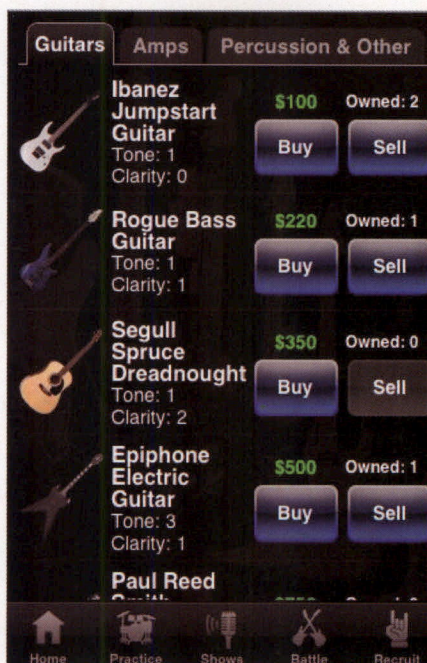 Guitars Amps Percussion & Other
Ibanez
Jumpstart
Guitar
Tone: 1
Clarity: 0
$100 Owned: 2
Buy Sell
Rogue Bass
Guitar
Tone: 1
Clarity: 1
$220 Owned: 1
Buy Sell
Segull
Spruce
Dreadnought
Tone: 1
Clarity: 2
$350 Owned: 0
Buy Sell
Epiphone
Electric
Guitar
Tone: 3
Clarity: 1
$500 Owned: 1
Buy Sell
Paul Reed
Home Practice Shows Battle Recruit